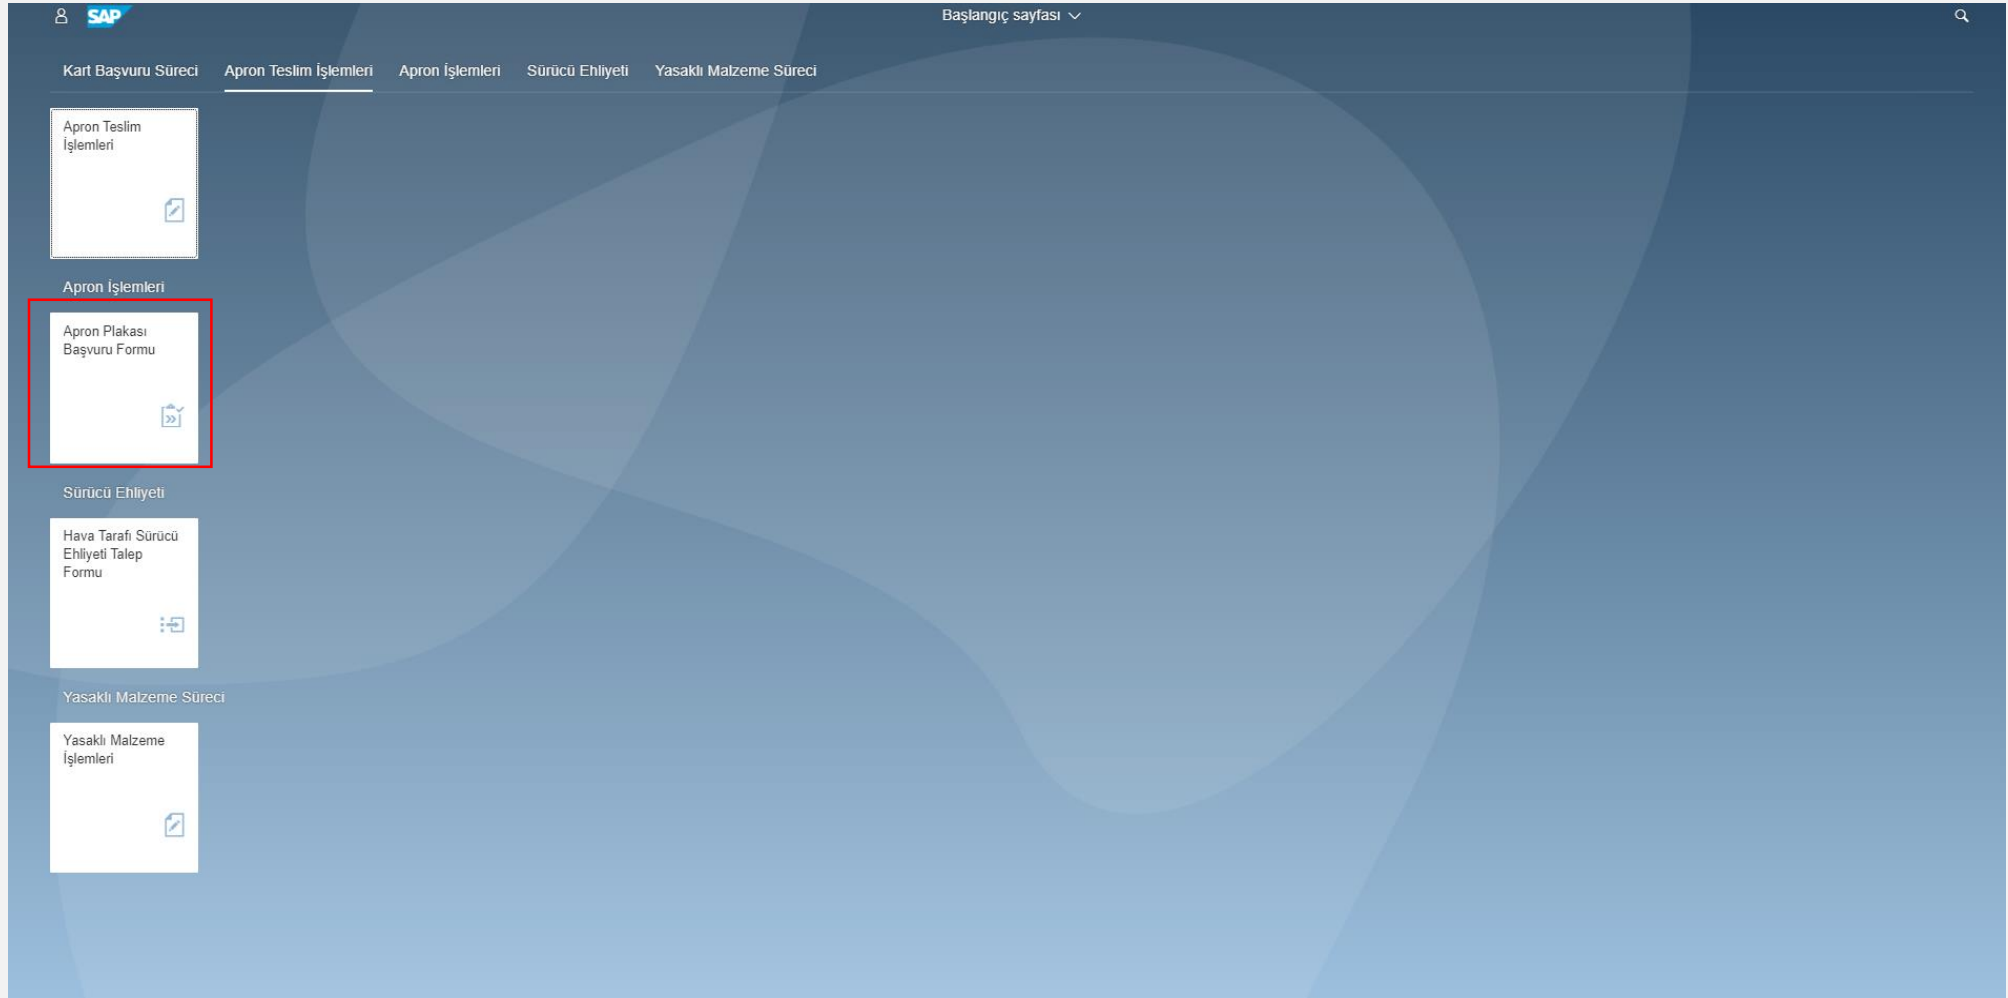 SAP
Başlangıç sayfası
Kart Başvuru Süreci
Apron Teslim İşlemleri
Apron İşlemleri
Sürücü Ehliyeti
Yasaklı Malzeme Süreci
Apron Teslim
İşlemleri
Apron İşlemleri
Apron Plakası
Başvuru Formu
Sürücü Ehliyeti
Hava Tarafı Sürücü
Ehliyeti Talep
Formu
Yasaklı Malzeme Süreci
Yasaklı Malzeme
İşlemleri